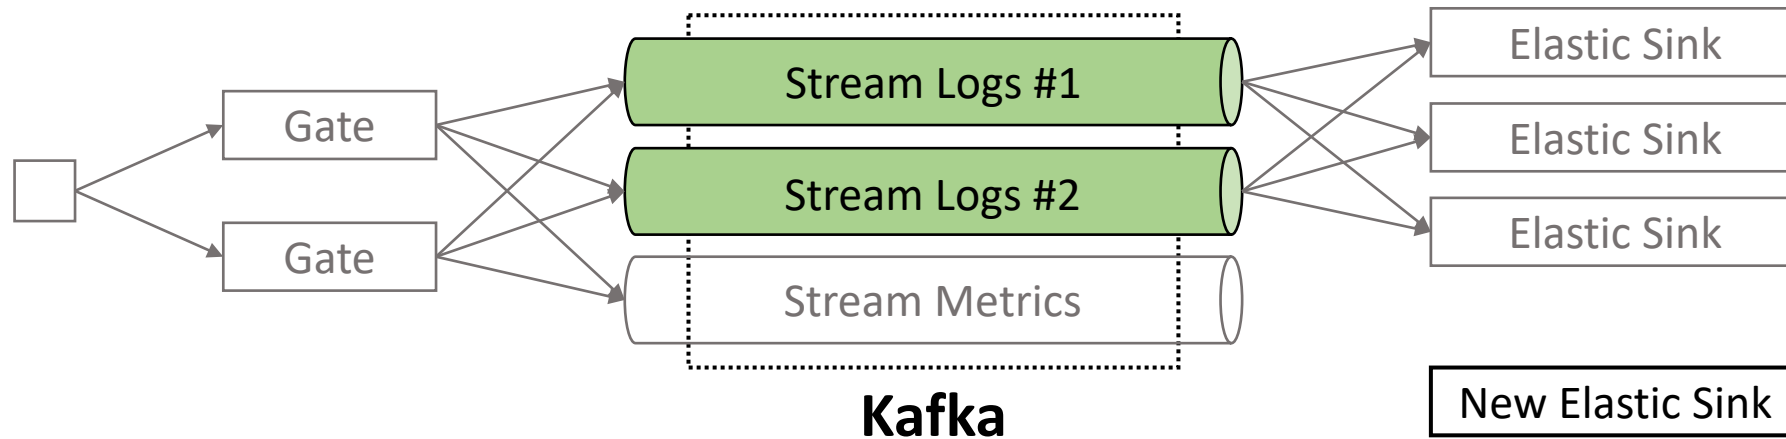 Gate
Gate
Stream Logs #1
Stream Logs #2
Stream Metrics
Kafka
Elastic Sink
Elastic Sink
Elastic Sink
New Elastic Sink